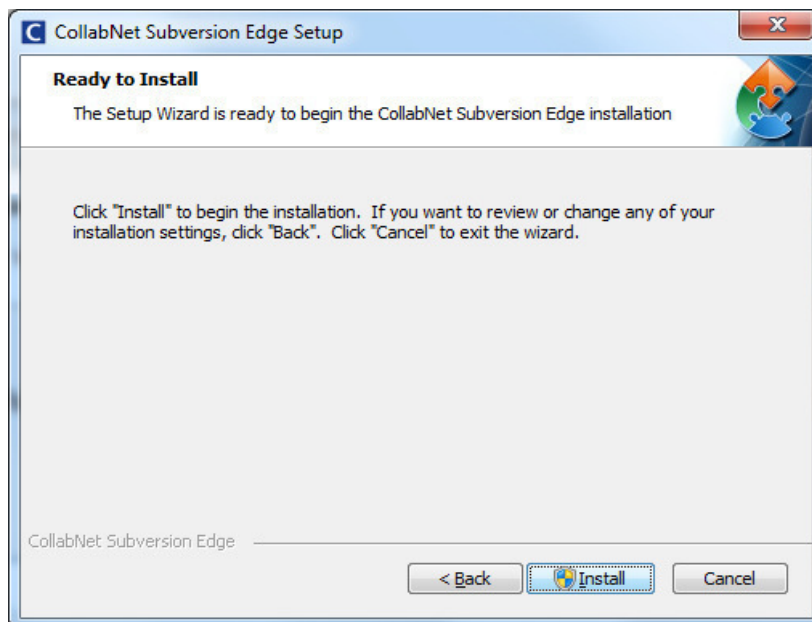 CollabNet Subversion Edge Setup
Ready to Install
The Setup Wizard is ready to begin the CollabNet Subversion Edge installation
Click "Install" to begin the installation.  If you want to review or change any of your
installation settings, click "Back".  Click "Cancel" to exit the wizard.
CollabNet Subversion Edge
< Back
Install
Cancel